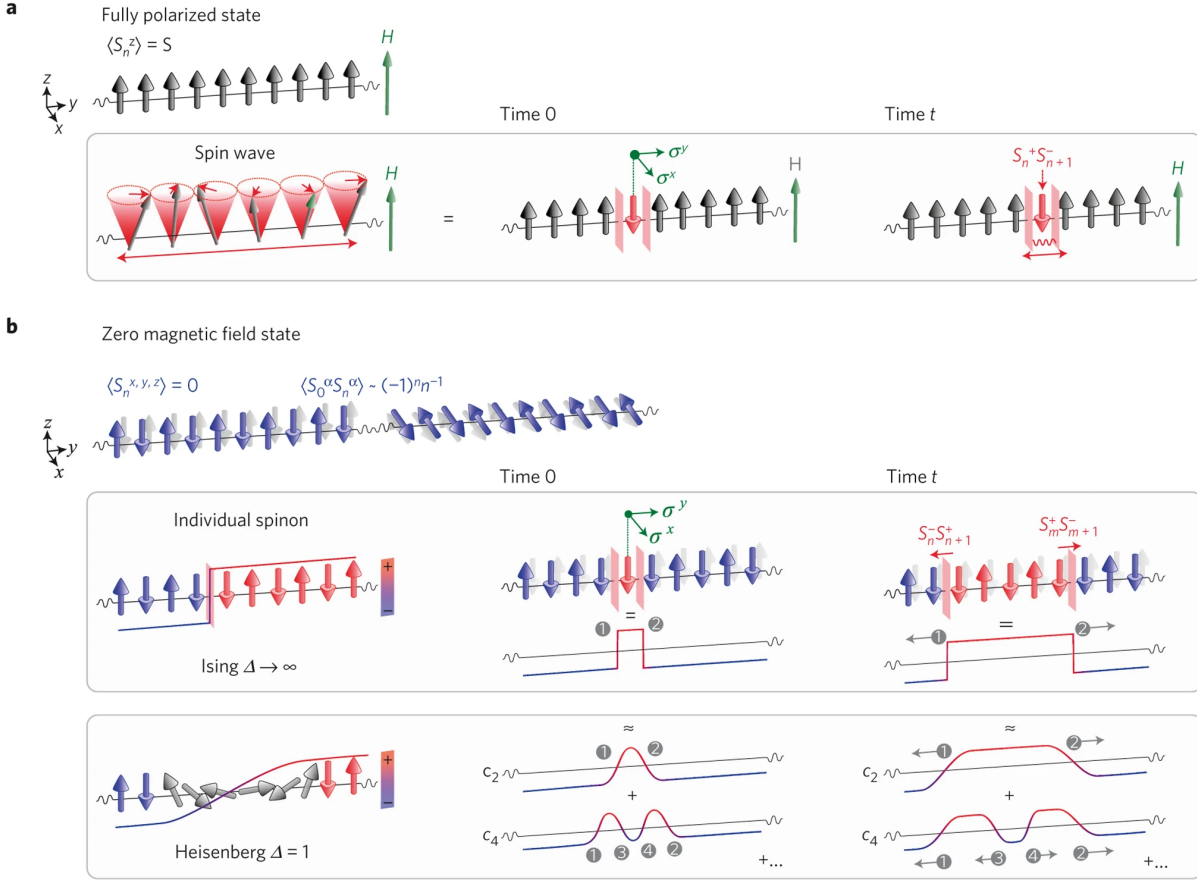 a
Fully polarized state
⟨Sₙᶻ⟩ = S
H
z
y
x
Time 0
Time t
Spin wave
H
=
σʸ
σˣ
H
Sₙ⁺Sₙ₊₁⁻
H
b
Zero magnetic field state
⟨Sₙˣ,ʸ,ᶻ⟩ = 0
⟨S₀ᵅSₙᵅ⟩ ~ (−1)ⁿn⁻¹
z
y
x
Time 0
Time t
Individual spinon
+
−
Ising Δ → ∞
σ ʸ
σ ˣ
=
1 2
Sₙ⁻Sₙ₊₁⁺
Sₘ⁺Sₘ₊₁⁻
=
1 2
+
−
Heisenberg Δ = 1
≈
1 2
c₂
+
c₄
1 3 4 2
+...
≈
1 2
c₂
+
c₄
1 3 4 2
+...